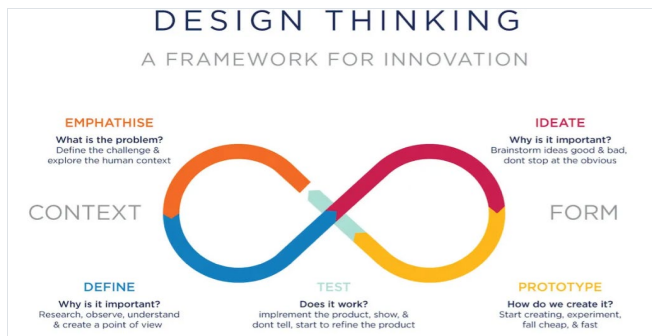 DESIGN THINKING
A FRAMEWORK FOR INNOVATION
EMPHATHISE
What is the problem?
Define the challenge &
explore the human context
IDEATE
Why is it important?
Brainstorm ideas good & bad,
dont stop at the obvious
CONTEXT
FORM
DEFINE
Why is it important?
Research, observe, understand
& create a point of view
TEST
Does it work?
implrement the product, show, &
dont tell, start to refine the product
PROTOTYPE
How do we create it?
Start creating, experiment,
fall cheap, & fast